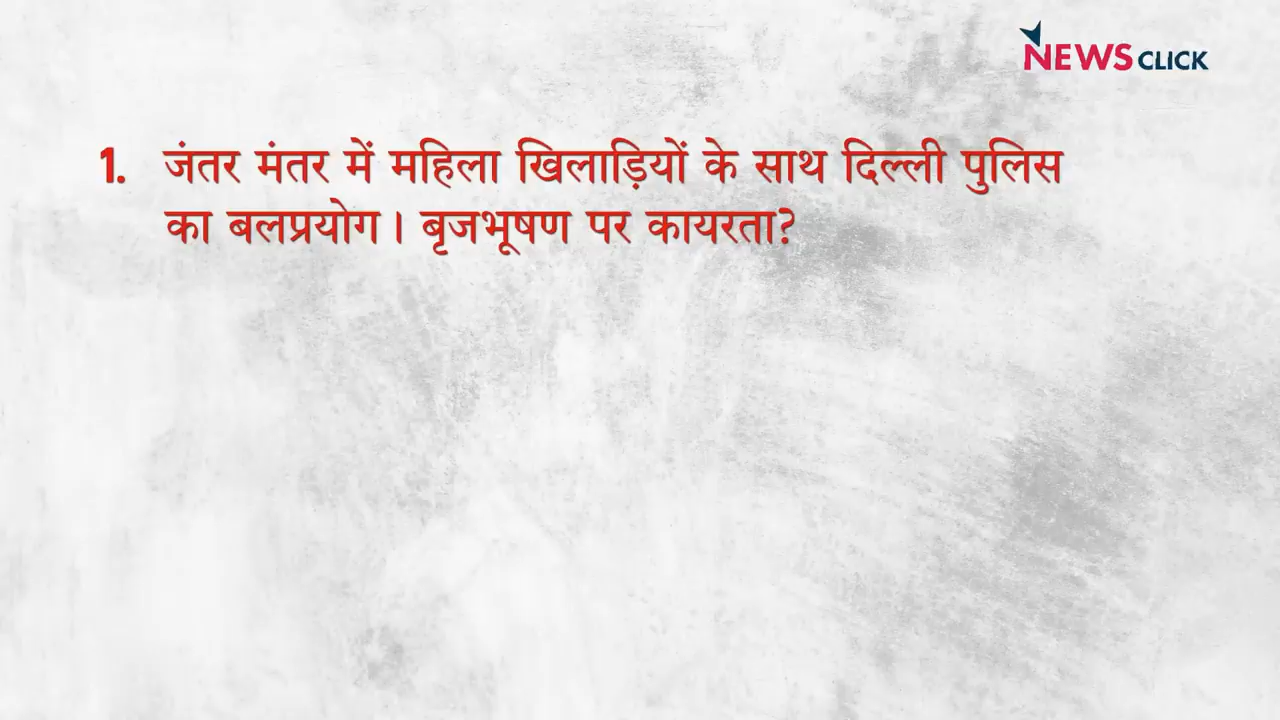 NEWS CLICK
1. जंतर मंतर में महिला खिलाड़ियों के साथ दिल्ली पुलिस
का बलप्रयोग। बृजभूषण पर कायरता?